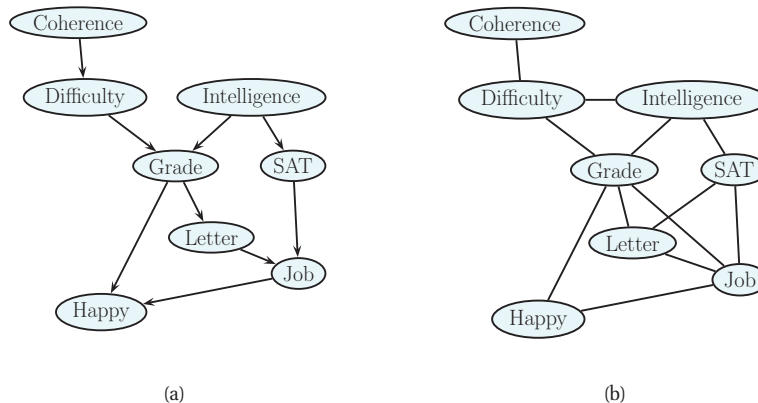 Coherence
Difficulty
Intelligence
Grade
SAT
Letter
Job
Happy
(a)
Coherence
Difficulty
Intelligence
Grade
SAT
Letter
Job
Happy
(b)